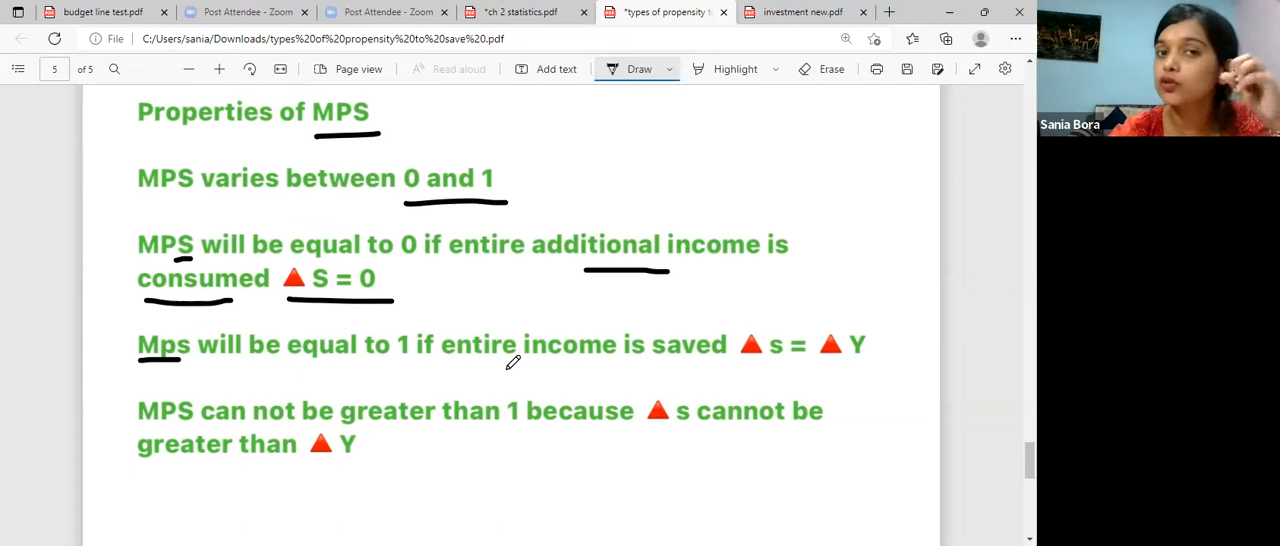 budget line test.pdf
Post Attendee - Zoom
Post Attendee - Zoom
*ch 2 statistics.pdf
*types of propensity t
investment new.pdf
File
C:/Users/sania/Downloads/types%20of%20propensity%20to%20save%20.pdf
5 of 5
Page view
Read aloud
Add text
Draw
Highlight
Erase
Sania Bora
Properties of MPS
MPS varies between 0 and 1
MPS will be equal to 0 if entire additional income is
consumed 🔺 S = 0
Mps will be equal to 1 if entire income is saved 🔺 s = 🔺 Y
MPS can not be greater than 1 because 🔺 s cannot be
greater than 🔺 Y